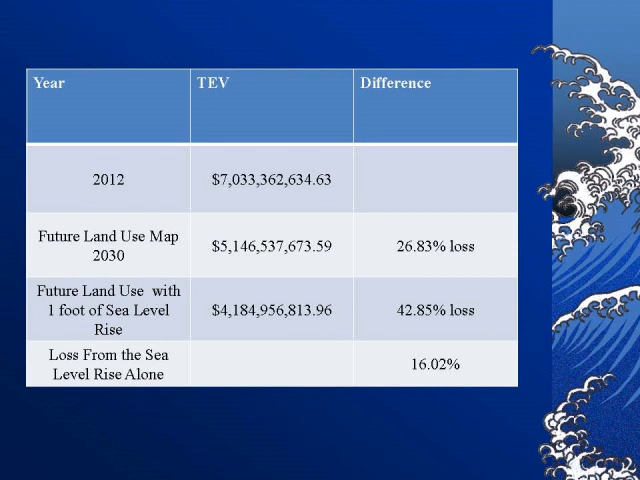 Year TEV Difference
2012 $7,033,362,634.63
Future Land Use Map
2030
$5,146,537,673.59 26.83% loss
Future Land Use with
1 foot of Sea Level
Rise
$4,184,956,813.96 42.85% loss
Loss From the Sea
Level Rise Alone
16.02%